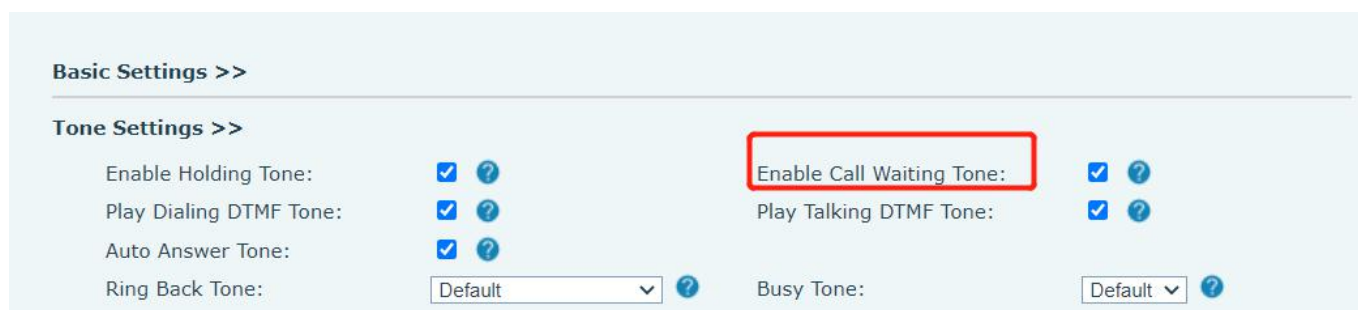 Basic Settings >>
Tone Settings >>
Enable Holding Tone: ? Enable Call Waiting Tone: ?
Play Dialing DTMF Tone: ? Play Talking DTMF Tone: ?
Auto Answer Tone: ?
Ring Back Tone: Default ? Busy Tone: Default ?